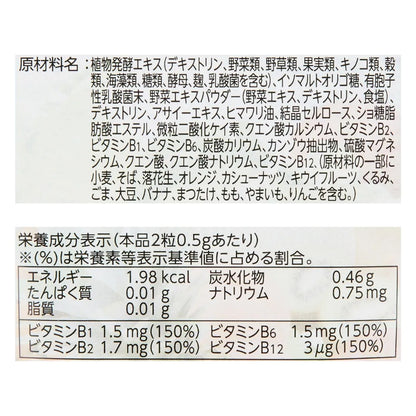 原材料名：植物発酵エキス(デキストリン、野菜類、野草類、果実類、キノコ類、穀
類、海藻類、糖類、酵母、麹、乳酸菌を含む)、イソマルトオリゴ糖、有胞子
性乳酸菌末、野菜エキスパウダー(野菜エキス、デキストリン、食塩)、
デキストリン、アサイーエキス、ヒマワリ油、結晶セルロース、ショ糖脂
肪酸エステル、微粒二酸化ケイ素、クエン酸カルシウム、ビタミンB2、
ビタミンB1、ビタミンB6、炭酸カリウム、カンゾウ抽出物、硫酸マグネ
シウム、クエン酸、クエン酸ナトリウム、ビタミンB12、(原材料の一部に
小麦、そば、落花生、オレンジ、カシューナッツ、キウイフルーツ、くるみ、
ごま、大豆、バナナ、まつたけ、もも、やまいも、りんごを含む。)
栄養成分表示(本品2粒0.5gあたり)
※(%)は栄養素等表示基準値に占める割合。
エネルギー 1.98 kcal 炭水化物 0.46 g
たんぱく質 0.01 g ナトリウム 0.75 mg
脂質 0.01 g
ビタミンB1 1.5 mg(150%) ビタミンB6 1.5 mg(150%)
ビタミンB2 1.7 mg(150%) ビタミンB12 3 μg(150%)